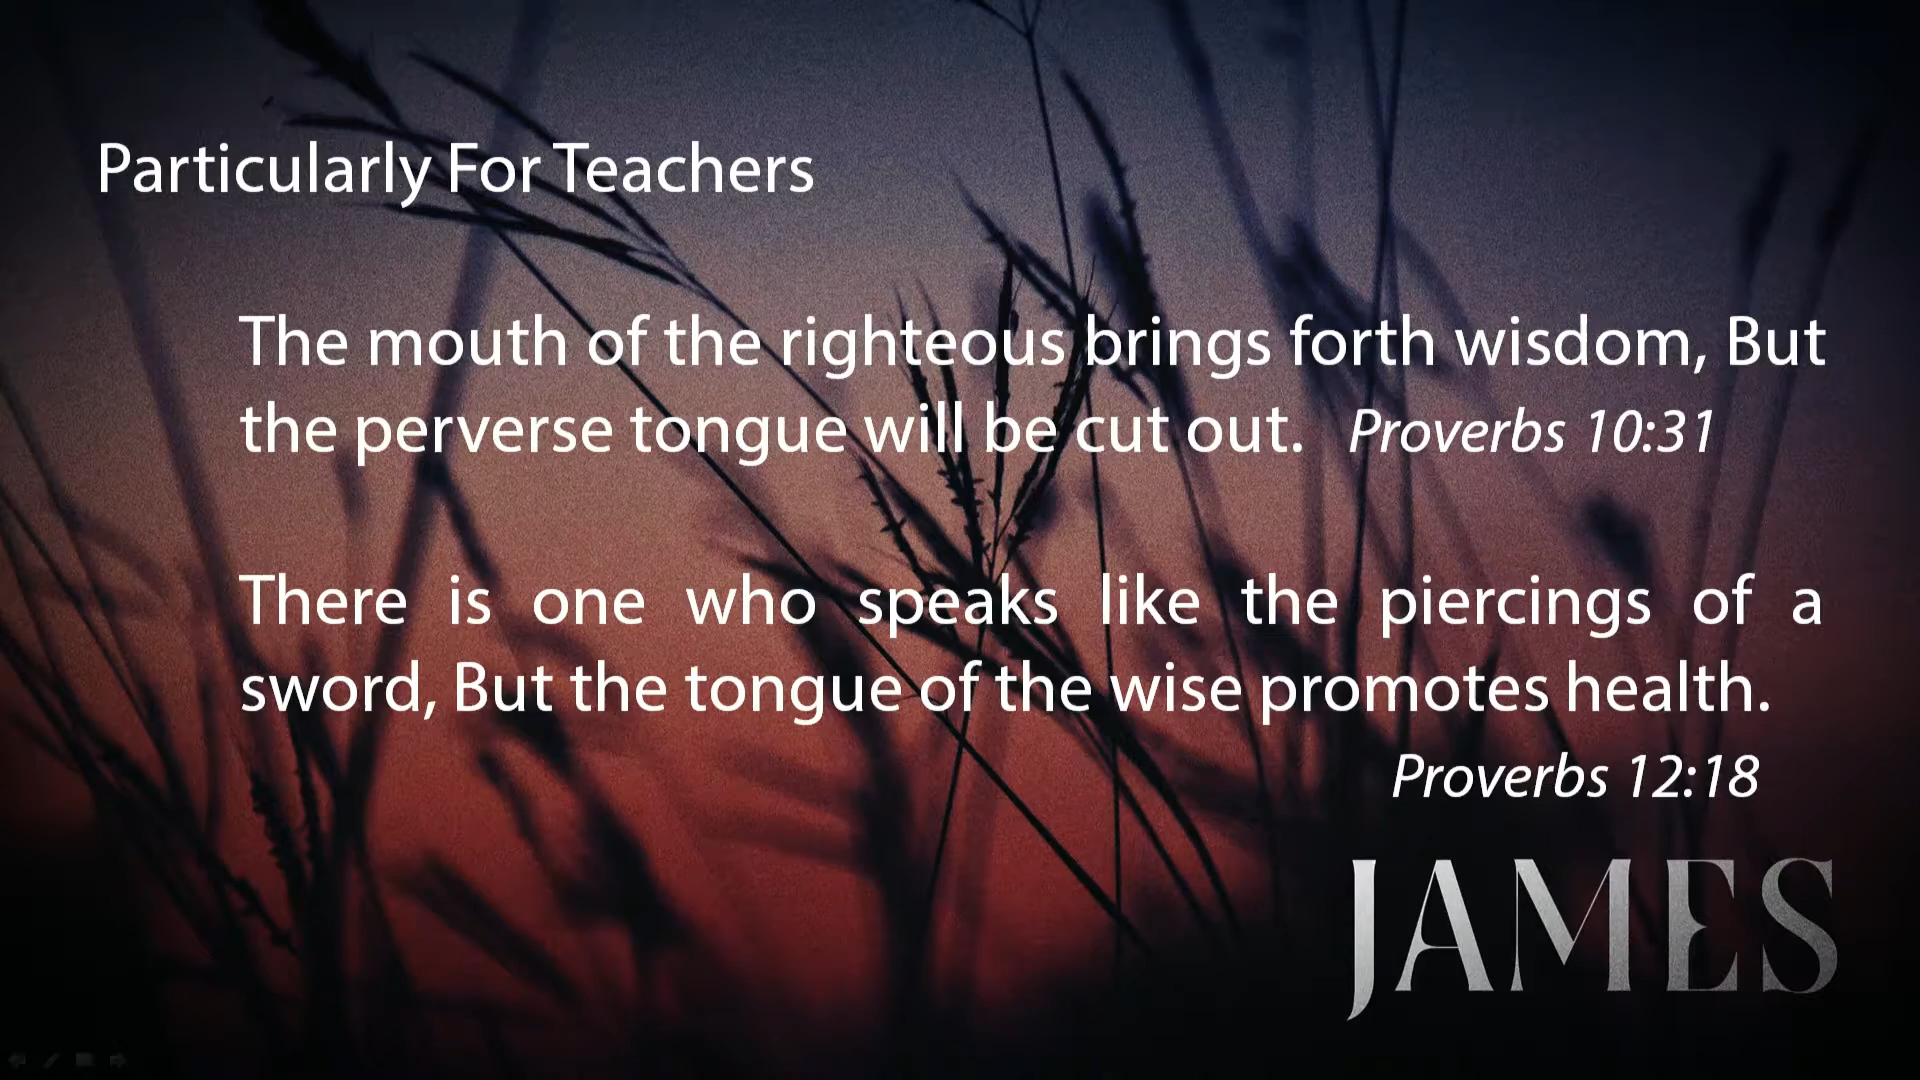 Particularly For Teachers
The mouth of the righteous brings forth wisdom, But
the perverse tongue will be cut out. Proverbs 10:31
There is one who speaks like the piercings of a
sword, But the tongue of the wise promotes health.
Proverbs 12:18
JAMES